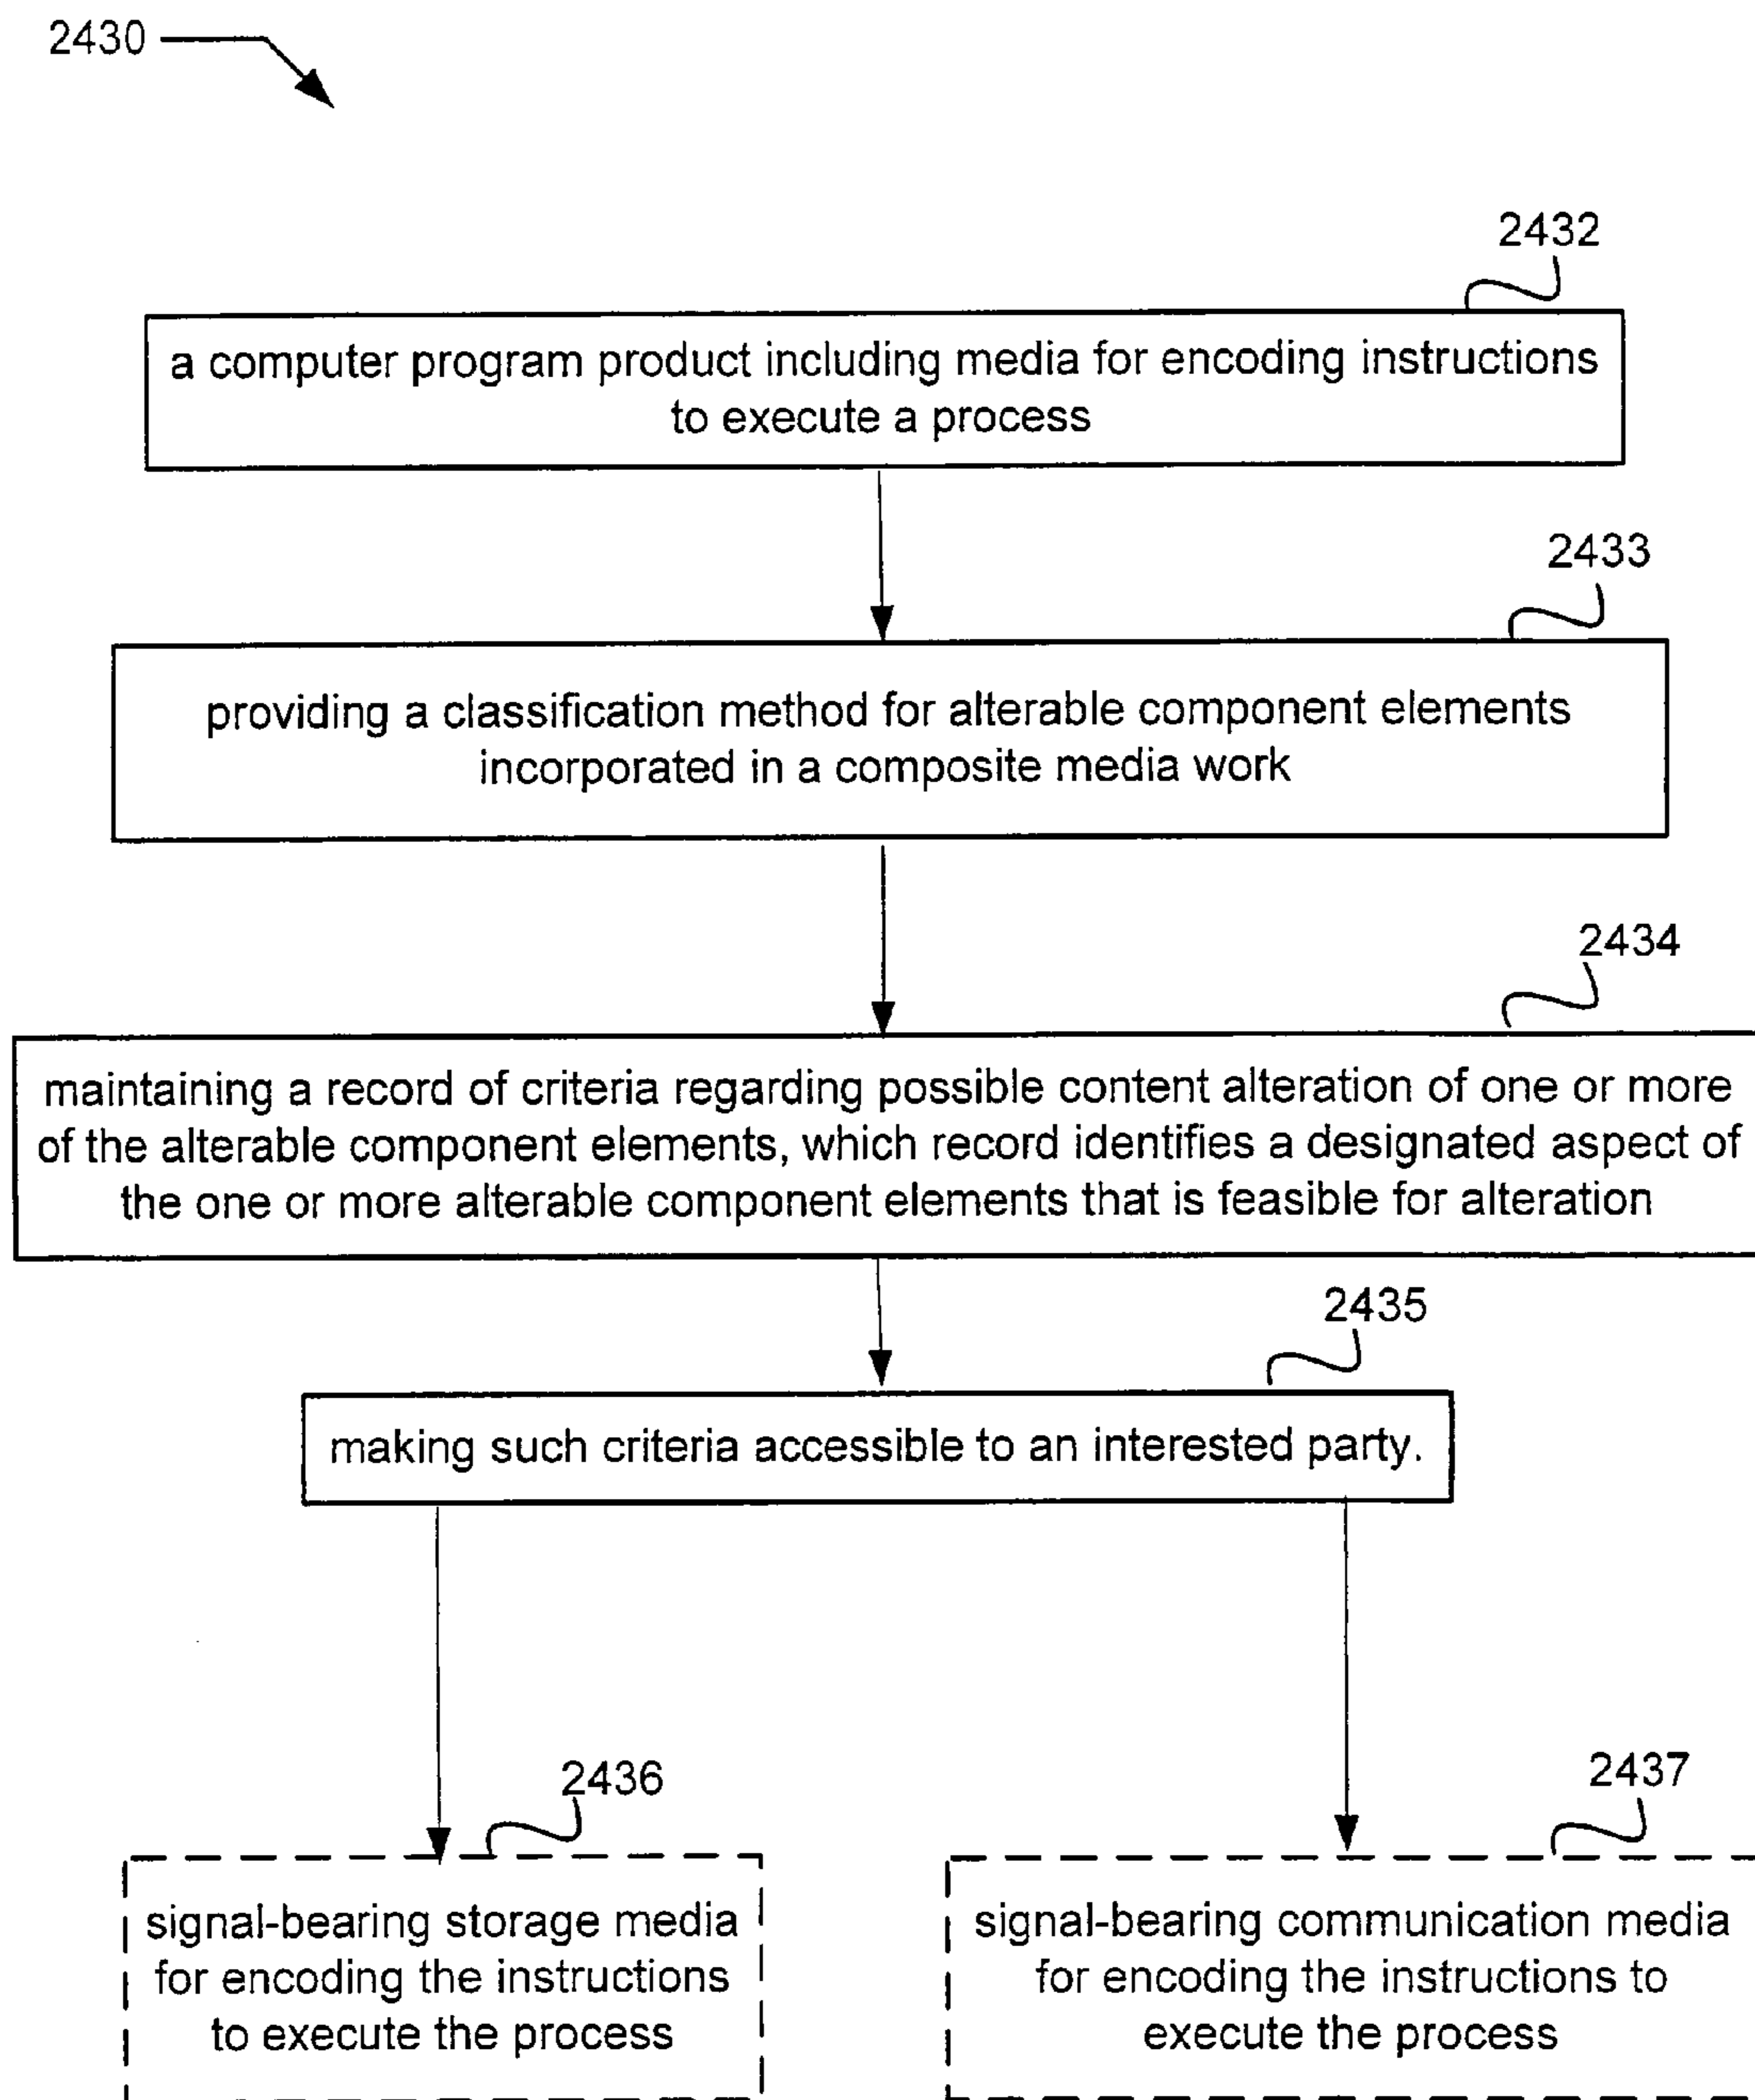 2430
2432
a computer program product including media for encoding instructions
to execute a process
2433
providing a classification method for alterable component elements
incorporated in a composite media work
2434
maintaining a record of criteria regarding possible content alteration of one or more
of the alterable component elements, which record identifies a designated aspect of
the one or more alterable component elements that is feasible for alteration
2435
making such criteria accessible to an interested party.
2436
signal-bearing storage media
for encoding the instructions
to execute the process
2437
signal-bearing communication media
for encoding the instructions to
execute the process